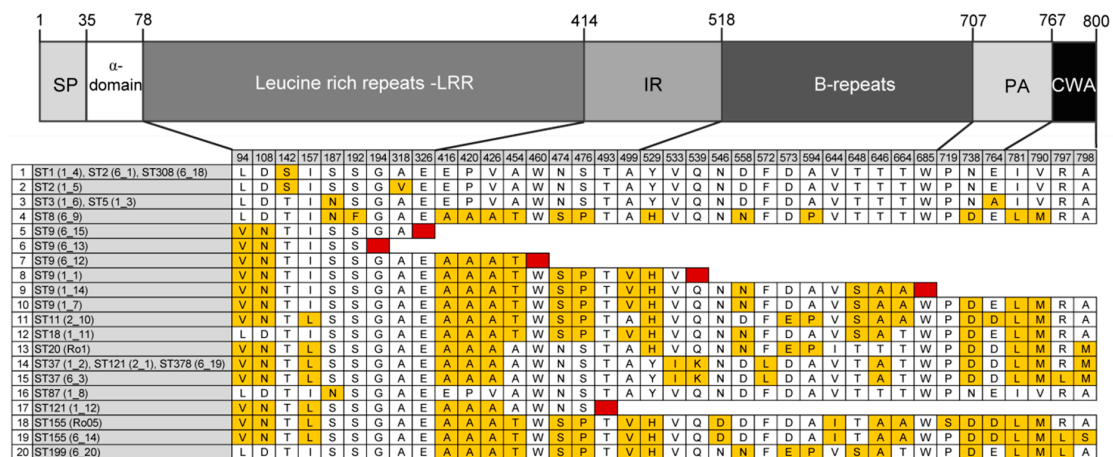 1 35 78 414 518 707 767 800
SP α-domain Leucine rich repeats -LRR IR B-repeats PA CWA
94 108 142 157 187 192 194 318 326 416 420 426 454 460 474 476 493 499 529 533 539 546 558 572 573 594 644 648 646 664 685 719 738 764 781 790 797 798
1 ST1 (1_4), ST2 (6_1), ST308 (6_18) L D S I S S G A E E P V A W N S T A Y V Q N D F D A V T T T W P N E I V R A
2 ST2 (1_5) L D S I S S G V E E P V A W N S T A Y V Q N D F D A V T T T W P N E I V R A
3 ST3 (1_6), ST5 (1_3) L D T I N S G A E E P V A W N S T A Y V Q N D F D A V T T T W P N A I V R A
4 ST8 (6_9) L D T I N F G A E A A A T W S P T A H V Q N N F D P V T T T W P D E L M R A
5 ST9 (6_15) V N T I S S G A
6 ST9 (6_13) V N T I S S
7 ST9 (6_12) V N T I S S G A E A A A T
8 ST9 (1_1) V N T I S S G A E A A A T W S P T V H V
9 ST9 (1_14) V N T I S S G A E A A A T W S P T V H V Q N N F D A V S A A
10 ST9 (1_7) V N T I S S G A E A A A T W S P T V H V Q N N F D A V S A A W P D E L M R A
11 ST11 (2_10) V N T L S S G A E A A A T W S P T A H V Q N D F E P V S A A W P D D L M R A
12 ST18 (1_11) L D T I S S G A E A A A T W S P T V H V Q N N F D A V S A T W P D E L M R A
13 ST20 (Ro1) V N T L S S G A E A A A A W N S T A H V Q N N F E P I T T T W P D D L M R M
14 ST37 (1_2), ST121 (2_1), ST378 (6_19) V N T L S S G A E A A A A W N S T A Y I K N D L D A V T A T W P D D L M R M
15 ST37 (6_3) V N T L S S G A E A A A A W N S T A Y I K N D L D A V T A T W P D D L M L M
16 ST87 (1_8) L D T I N S G A E E P V A W N S T A Y V Q N D F D A V T T T W P N E I V R A
17 ST121 (1_12) V N T L S S G A E A A A A W N S
18 ST155 (Ro05) V N T L S S G A E A A A T W S P T V H V Q D D F D A I T A A W S D D L M R A
19 ST155 (6_14) V N T L S S G A E A A A T W S P T V H V Q D D F D A I T A A W P D D L M L S
20 ST199 (6_20) L D T I S S G A E A A A T W S P T V H V Q N N F E P V S A T W P D E L M L A